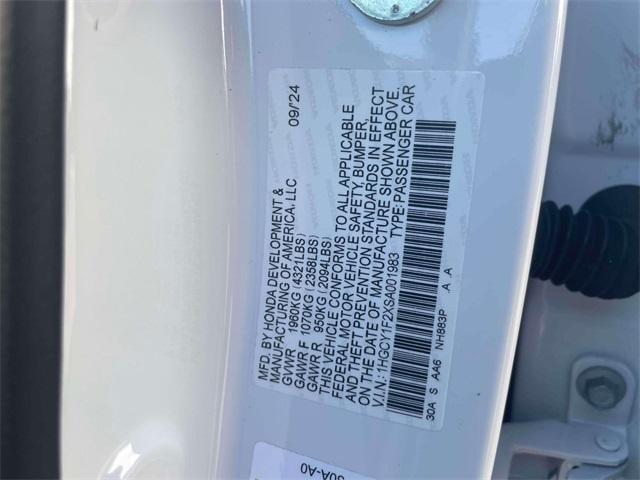 MFD. BY HONDA DEVELOPMENT &
MANUFACTURING OF AMERICA, LLC 09/24
GVWR 1960KG (4321LBS)
GAWR F 1070KG (2358LBS)
GAWR R 950KG (2094LBS)
THIS VEHICLE CONFORMS TO ALL APPLICABLE
FEDERAL MOTOR VEHICLE SAFETY, BUMPER,
AND THEFT PREVENTION STANDARDS IN EFFECT
ON THE DATE OF MANUFACTURE SHOWN ABOVE.
V.I.N.: 1HGCY1F2XSA001983 TYPE: PASSENGER CAR
30A S AA6 NH883P A A